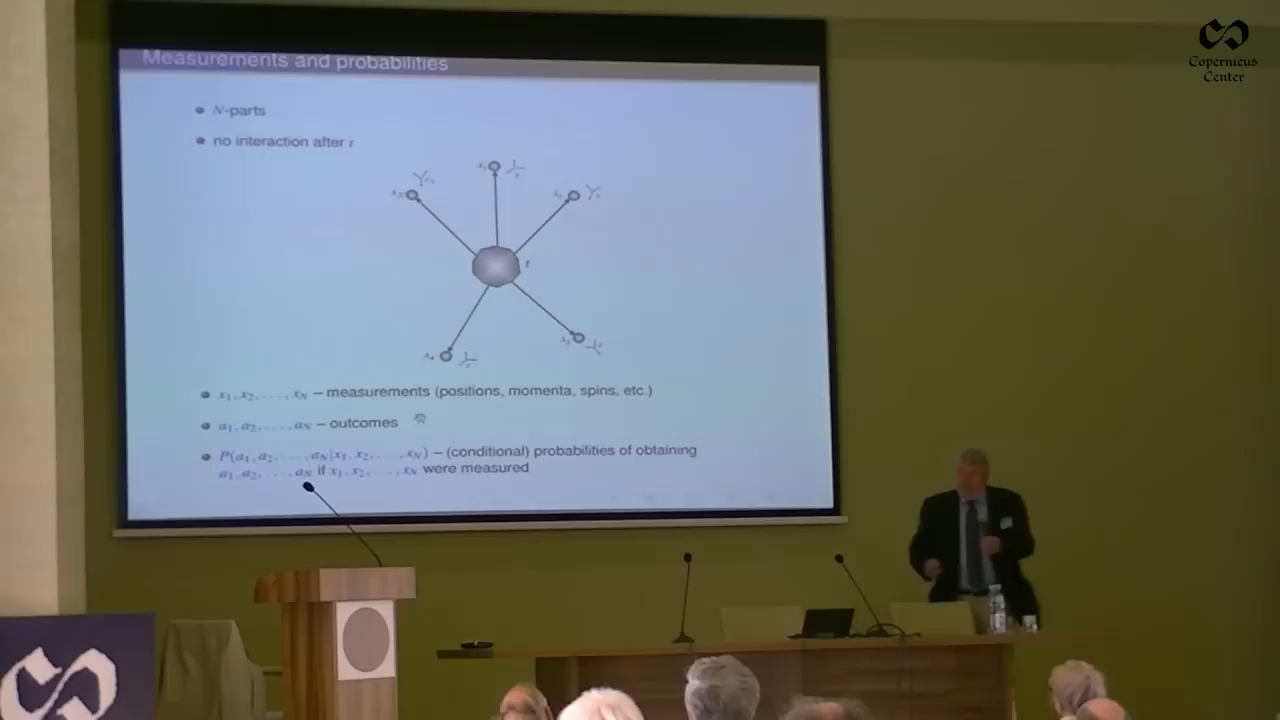 Measurements and probabilities
N-parts
no interaction after t
t
x₁, x₂, . . . , x_N – measurements (positions, momenta, spins, etc.)
a₁, a₂, . . . , a_N – outcomes
P(a₁, a₂, . . . , a_N|x₁, x₂, . . . , x_N) – (conditional) probabilities of obtaining
a₁, a₂, . . . , a_N if x₁, x₂, . . . , x_N were measured
Copernicus
Center